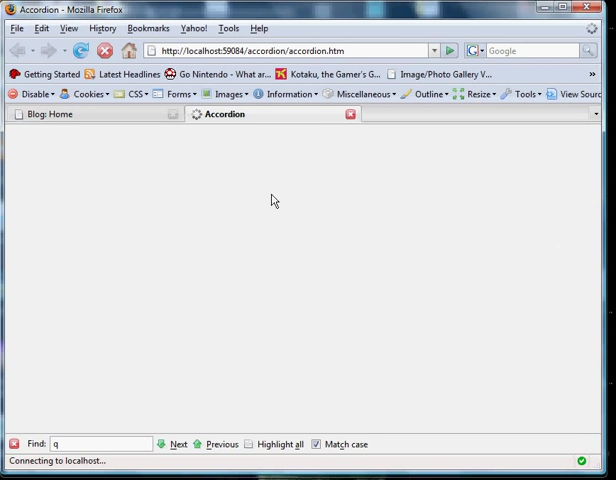 Accordion - Mozilla Firefox
File Edit View History Bookmarks Yahoo! Tools Help
http://localhost:59084/accordion/accordion.htm G Google
Getting Started Latest Headlines Go Nintendo - What ar... Kotaku, the Gamer's G... Image/Photo Gallery V... »
Disable Cookies CSS Forms Images Information Miscellaneous Outline Resize Tools View Sourc
Blog: Home Accordion
Find: q Next Previous Highlight all Match case
Connecting to localhost...